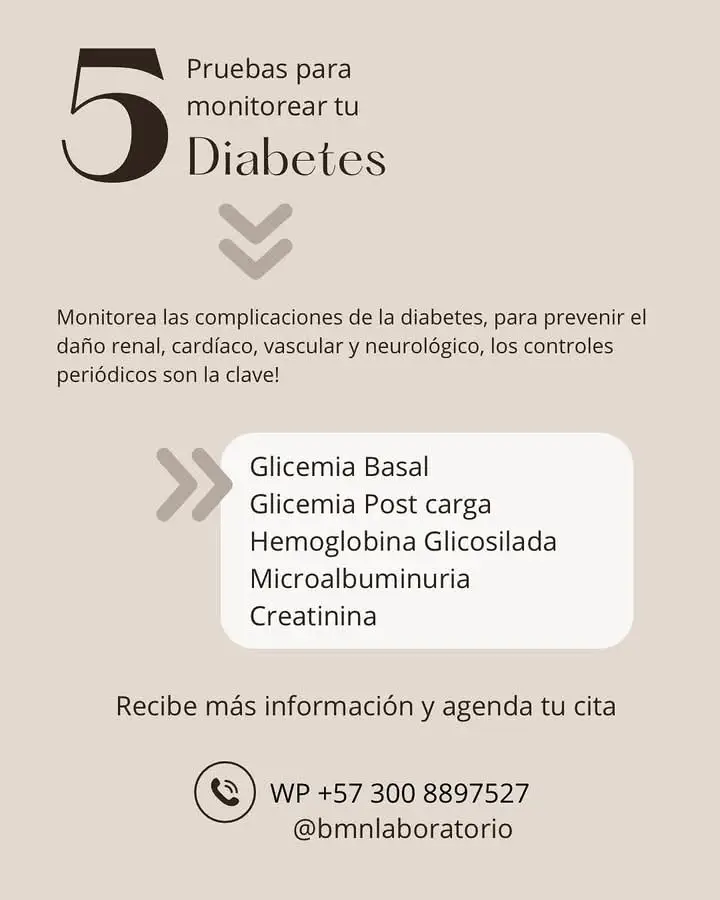 5
Pruebas para
monitorear tu
Diabetes
Monitorea las complicaciones de la diabetes, para prevenir el
daño renal, cardíaco, vascular y neurológico, los controles
periódicos son la clave!
Glicemia Basal
Glicemia Post carga
Hemoglobina Glicosilada
Microalbuminuria
Creatinina
Recibe más información y agenda tu cita
WP +57 300 8897527
@bmnlaboratorio